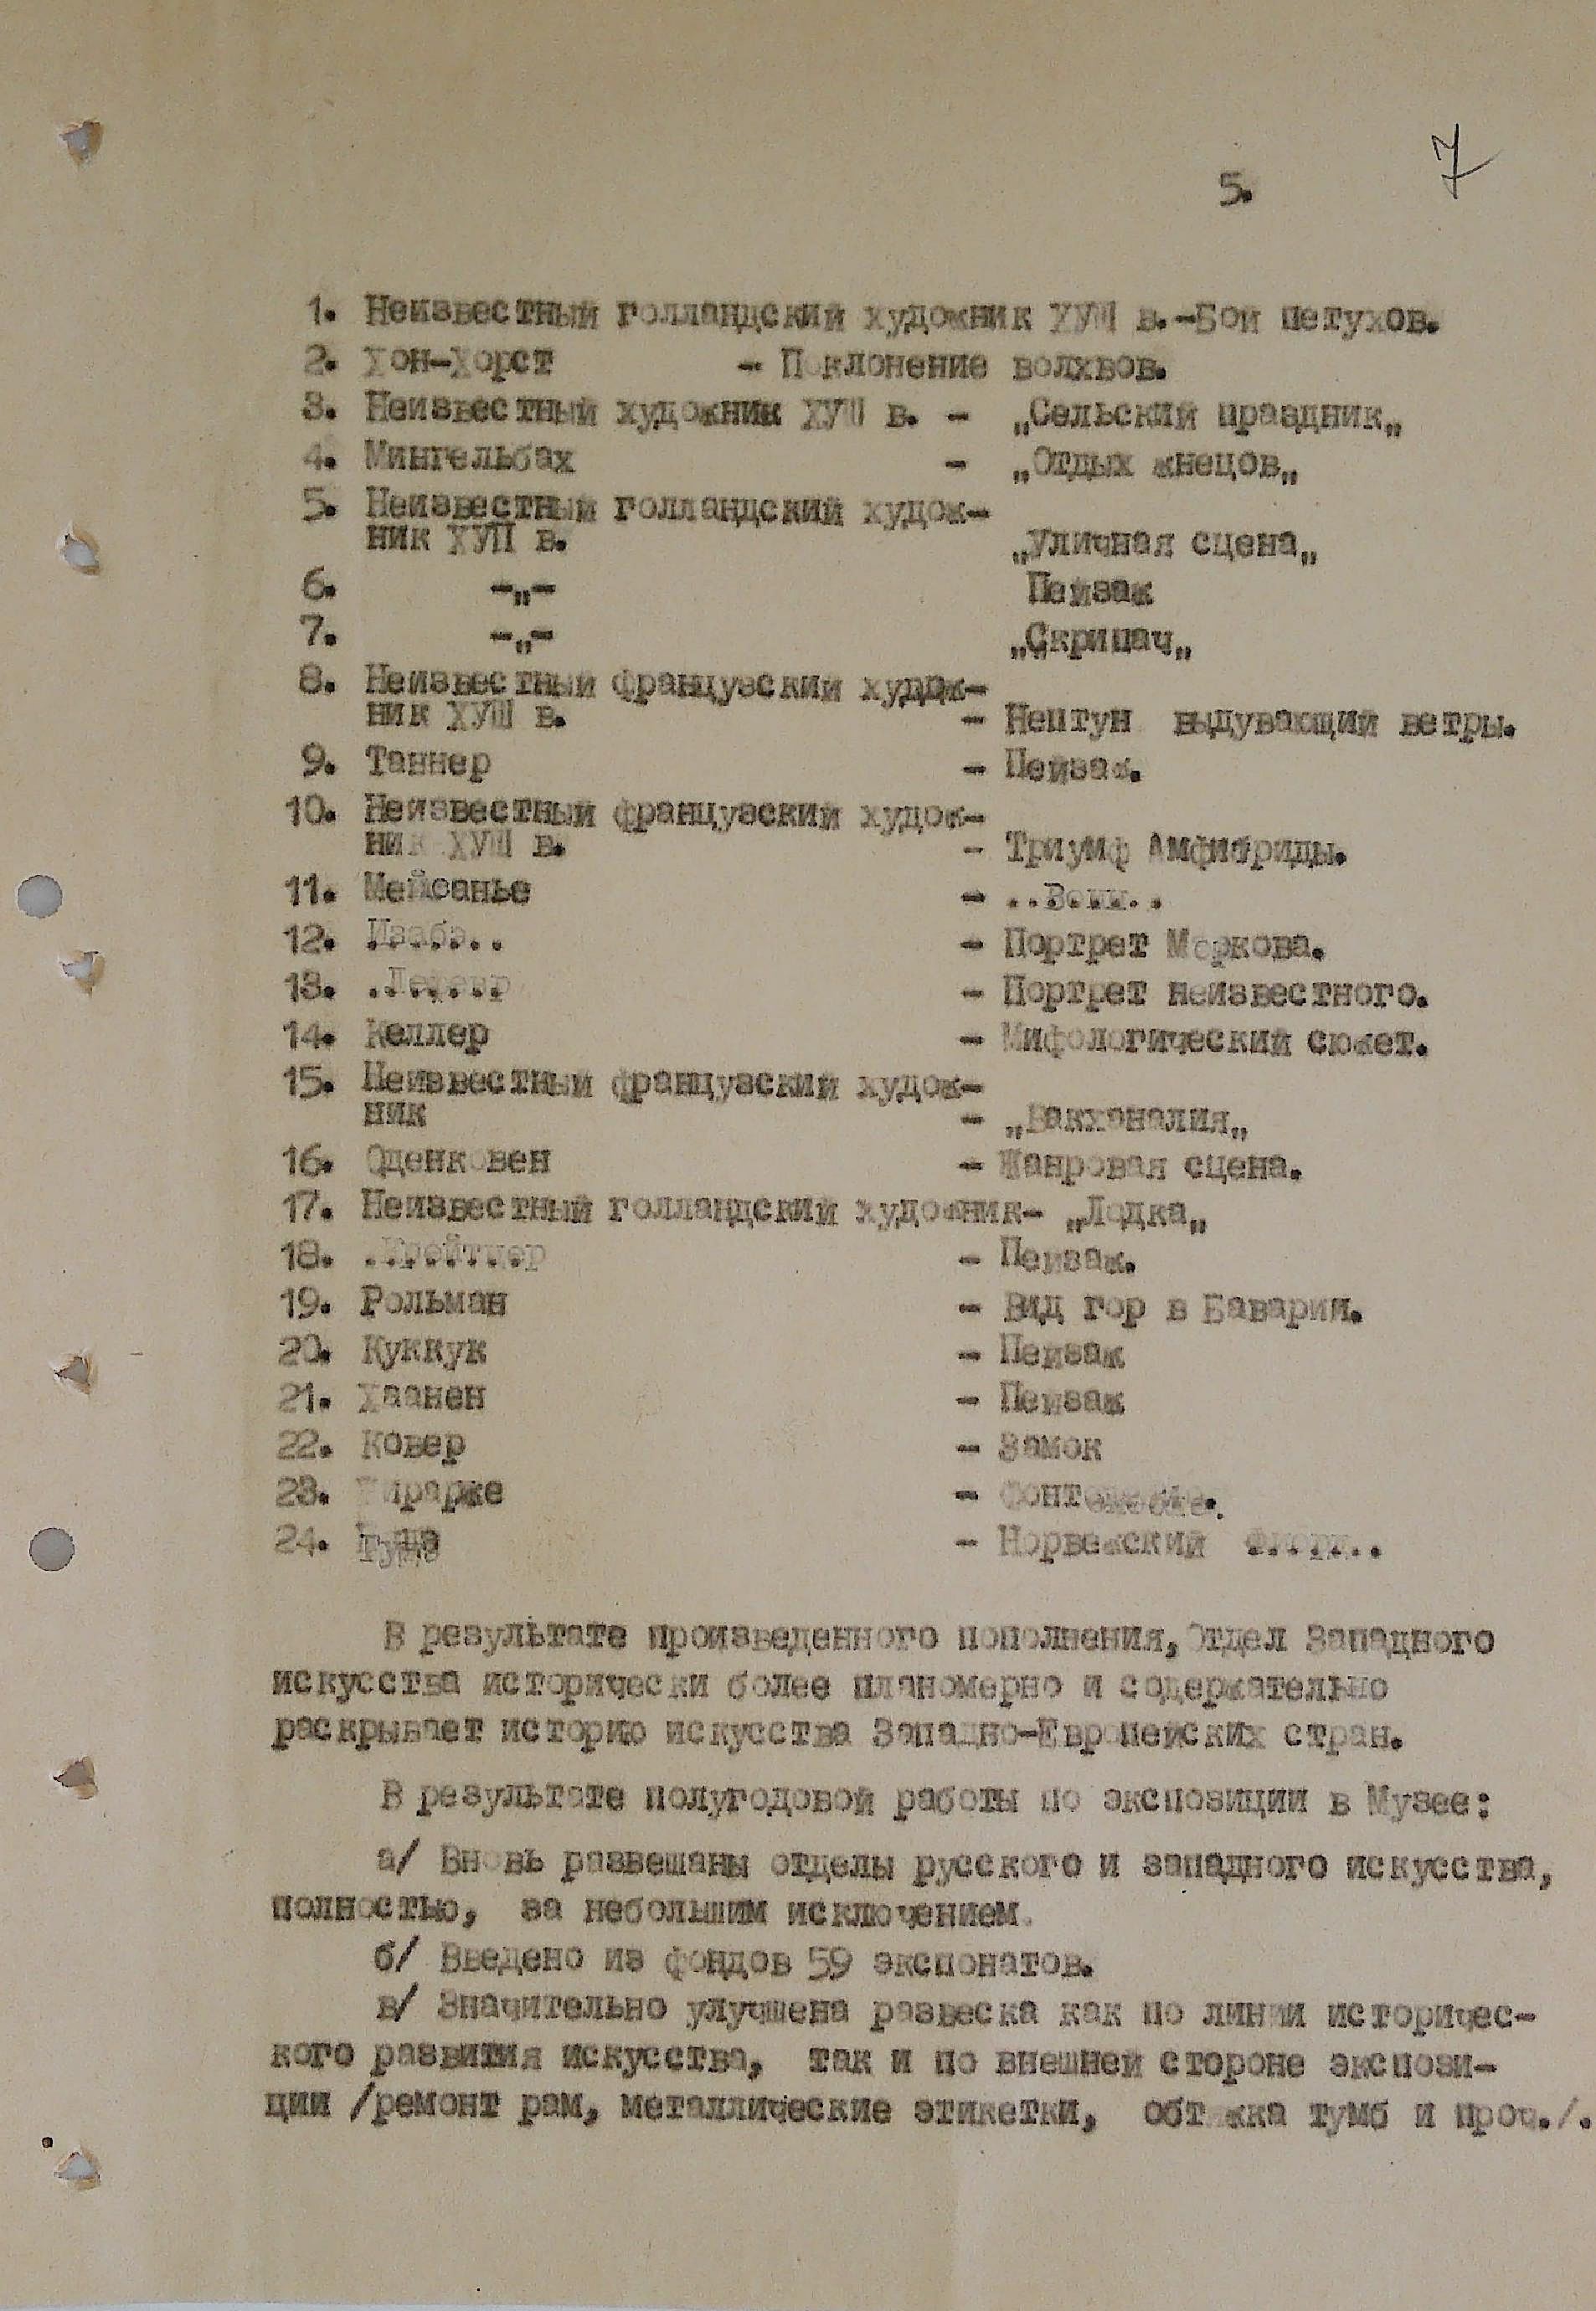 7
5.
1. Неизвестный голландский художник ХУШ в.-Бой петухов.
2. Хон-Хорст - Поклонение волхвов.
3. Неизвестный художник ХУШ в. - „Сельский праздник„
4. Мингельбах - „Отдых жнецов„
5. Неизвестный голландский худож-
ник ХУП в. „Уличная сцена„
6. -„- Пейзаж
7. -„- „Скрипач„
8. Неизвестный французский худож-
ник ХУШ в. - Нептун выдувающий ветры.
9. Таннер - Пейзаж.
10. Неизвестный французский худож-
ник ХУШ в. - Триумф Амфитриды.
11. Мейсанье -
12. Изабэ - Портрет Моркова.
13. - Портрет неизвестного.
14. Келлер - Мифологический сюжет.
15. Неизвестный французский худож-
ник - „Вакханалия„
16. Оденковен - Жанровая сцена.
17. Неизвестный голландский художник- „Лодка„
18. - Пейзаж.
19. Рольман - Вид гор в Баварии.
20. Куккук - Пейзаж
21. Хаанен - Пейзаж
22. Ковер - Замок
23. -
24. Гудэ - Норвежский
В результате произведенного пополнения, Отдел Западного
искусства исторически более планомерно и содержательно
раскрывает историю искусства Западно-Европейских стран.
В результате полугодовой работы по экспозиции в Музее:
а/ Вновь развешаны отделы русского и западного искусства,
полностью, за небольшим исключением.
б/ Введено из фондов 59 экспонатов.
в/ Значительно улучшена развеска как по линии историчес-
кого развития искусства, так и по внешней стороне экспози-
ции /ремонт рам, металлические этикетки, обтяжка тумб и проч./.